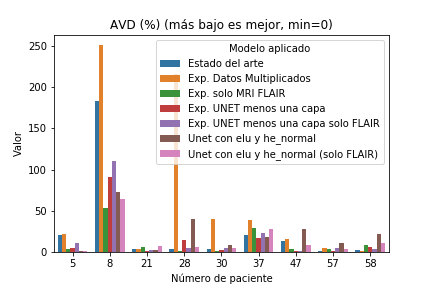 AVD (%) (más bajo es mejor, min=0)
Modelo aplicado
Estado del arte
Exp. Datos Multiplicados
Exp. solo MRI FLAIR
Exp. UNET menos una capa
Exp. UNET menos una capa solo FLAIR
Unet con elu y he_normal
Unet con elu y he_normal (solo FLAIR)
Valor
250
200
150
100
50
0
5 8 21 28 30 37 47 57 58
Número de paciente